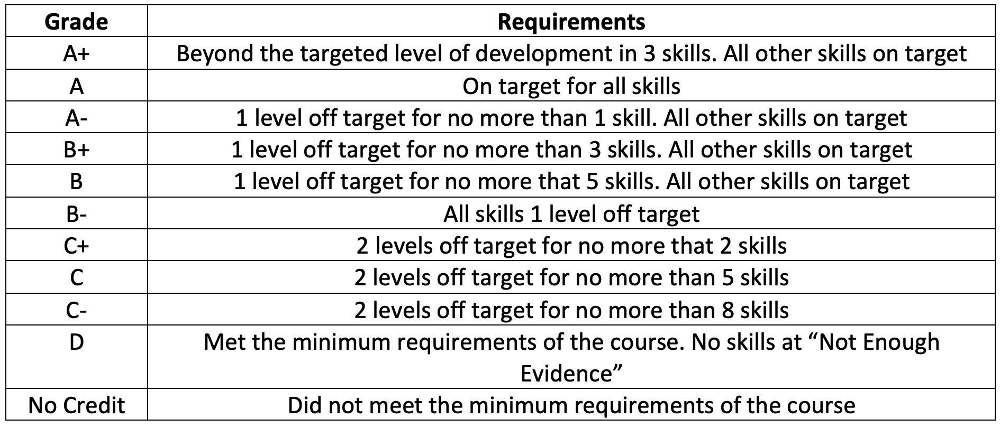 Grade Requirements
A+ Beyond the targeted level of development in 3 skills. All other skills on target
A On target for all skills
A- 1 level off target for no more than 1 skill. All other skills on target
B+ 1 level off target for no more than 3 skills. All other skills on target
B 1 level off target for no more that 5 skills. All other skills on target
B- All skills 1 level off target
C+ 2 levels off target for no more that 2 skills
C 2 levels off target for no more than 5 skills
C- 2 levels off target for no more than 8 skills
D Met the minimum requirements of the course. No skills at “Not Enough
Evidence”
No Credit Did not meet the minimum requirements of the course